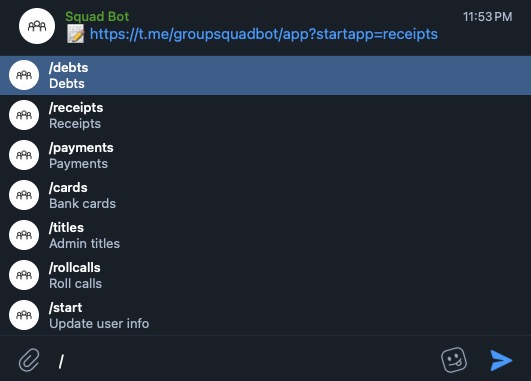 Squad Bot
11:53 PM
📝 https://t.me/groupsquadbot/app?startapp=receipts
/debts
Debts
/receipts
Receipts
/payments
Payments
/cards
Bank cards
/titles
Admin titles
/rollcalls
Roll calls
/start
Update user info
/